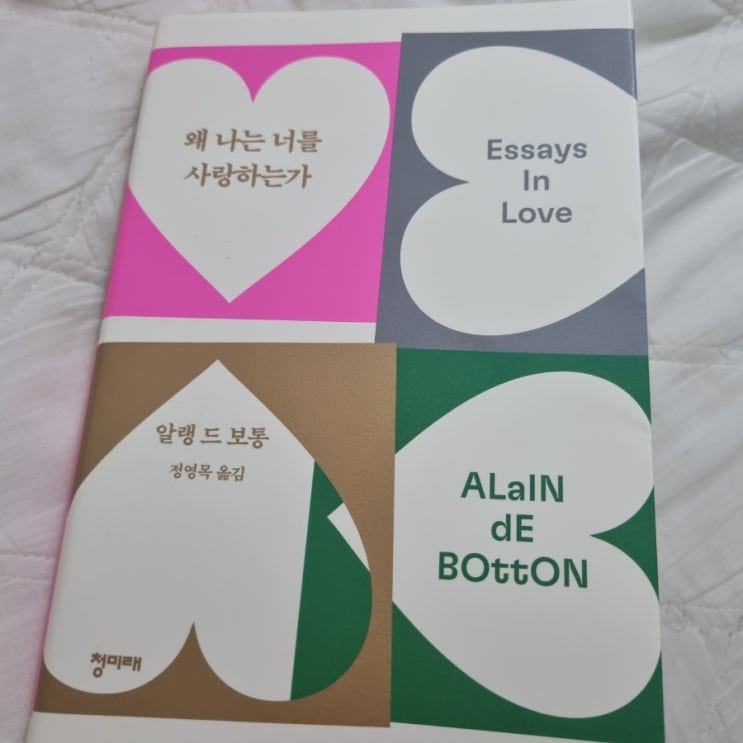 왜 나는 너를
사랑하는가
Essays
In
Love
알랭 드 보통
정영목 옮김
ALaIN
dE
BOttON
청미래